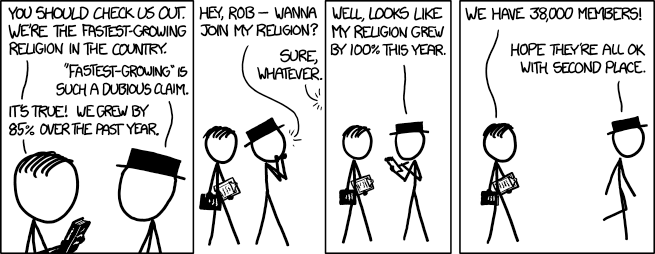 YOU SHOULD CHECK US OUT.
WE'RE THE FASTEST-GROWING
RELIGION IN THE COUNTRY.
"FASTEST-GROWING" IS
SUCH A DUBIOUS CLAIM.
IT'S TRUE! WE GREW BY
85% OVER THE PAST YEAR.
HEY, ROB — WANNA
JOIN MY RELIGION?
SURE,
WHATEVER.
WELL, LOOKS LIKE
MY RELIGION GREW
BY 100% THIS YEAR.
WE HAVE 38,000 MEMBERS!
HOPE THEY'RE ALL OK
WITH SECOND PLACE.